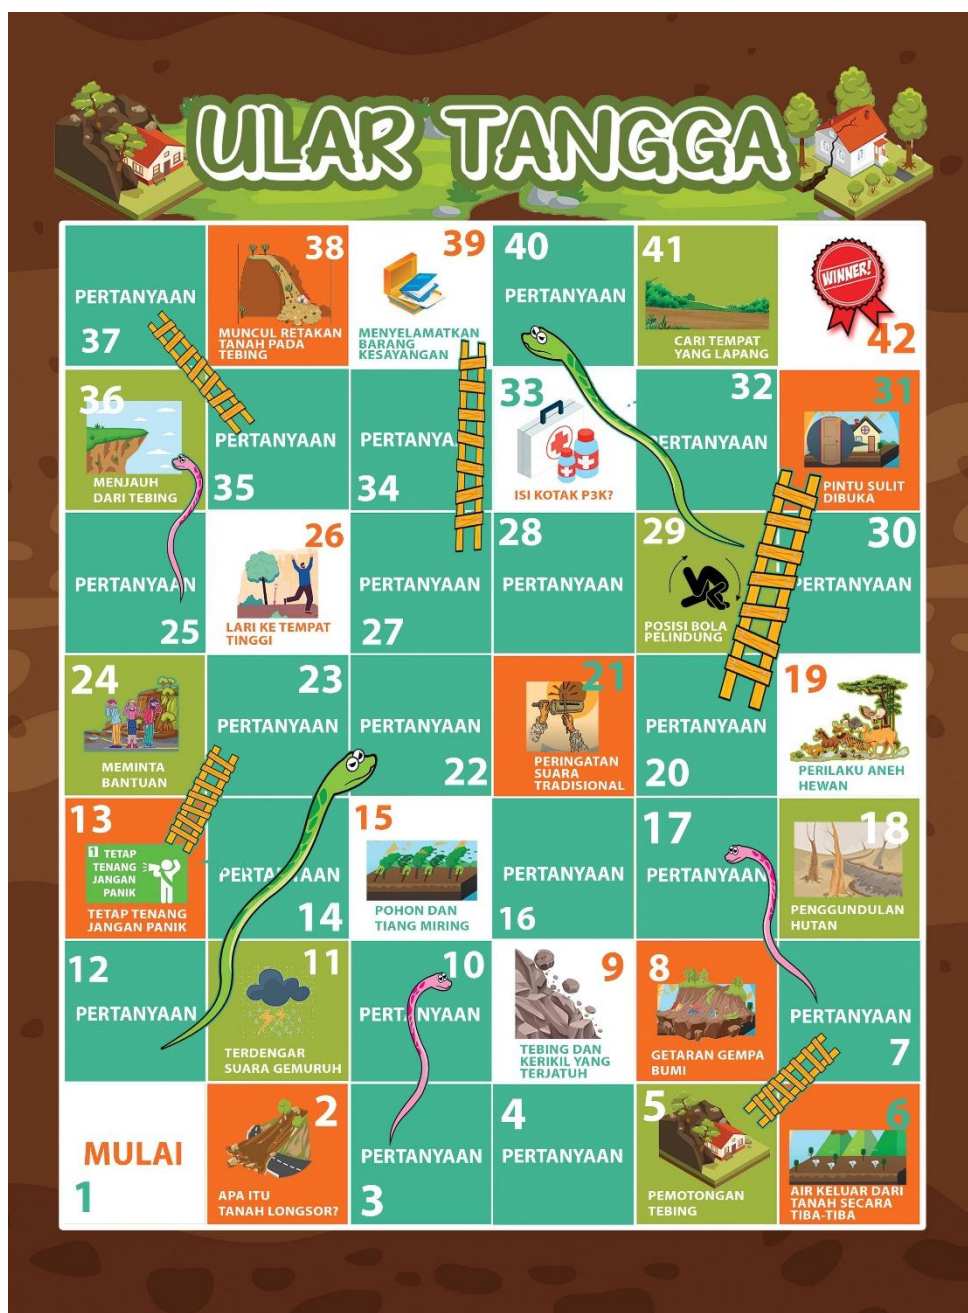 ULAR TANGGA
PERTANYAAN
37
38
MUNCUL RETAKAN
TANAH PADA
TEBING
39
MENYELAMATKAN
BARANG
KESAYANGAN
40
PERTANYAAN
41
CARI TEMPAT
YANG LAPANG
WINNER!
42
36
MENJAUH
DARI TEBING
PERTANYAAN
35
PERTANYA
34
33
ISI KOTAK P3K?
32
ERTANYAAN
31
PINTU SULIT
DIBUKA
PERTANYAAN
25
26
LARI KE TEMPAT
TINGGI
PERTANYAAN
27
28
PERTANYAAN
29
POSISI BOLA
PELINDUNG
30
PERTANYAAN
24
MEMINTA
BANTUAN
23
PERTANYAAN
PERTANYAAN
22
21
PERINGATAN
SUARA
TRADISIONAL
PERTANYAAN
20
19
PERILAKU ANEH
HEWAN
13
1 TETAP
TENANG
JANGAN
PANIK
TETAP TENANG
JANGAN PANIK
PERTANYAAN
14
15
POHON DAN
TIANG MIRING
PERTANYAAN
16
17
PERTANYAAN
18
PENGGUNDULAN
HUTAN
12
PERTANYAAN
11
TERDENGAR
SUARA GEMURUH
10
PERTANYAAN
9
TEBING DAN
KERIKIL YANG
TERJATUH
8
GETARAN GEMPA
BUMI
PERTANYAAN
7
MULAI
1
2
APA ITU
TANAH LONGSOR?
PERTANYAAN
3
4
PERTANYAAN
5
PEMOTONGAN
TEBING
6
AIR KELUAR DARI
TANAH SECARA
TIBA-TIBA